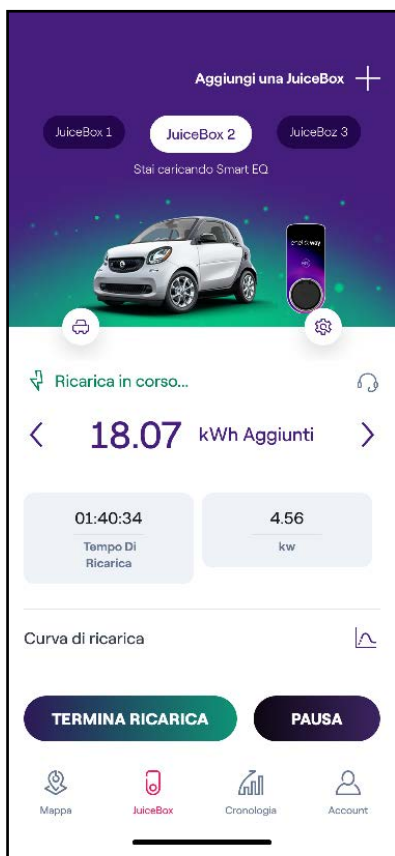 Aggiungi una JuiceBox
JuiceBox 1
JuiceBox 2
JuiceBoz 3
Stai caricando Smart EQ
enel x way
Ricarica in corso...
18.07 kWh Aggiunti
01:40:34
Tempo Di
Ricarica
4.56
kw
Curva di ricarica
TERMINA RICARICA
PAUSA
Mappa
JuiceBox
Cronologia
Account